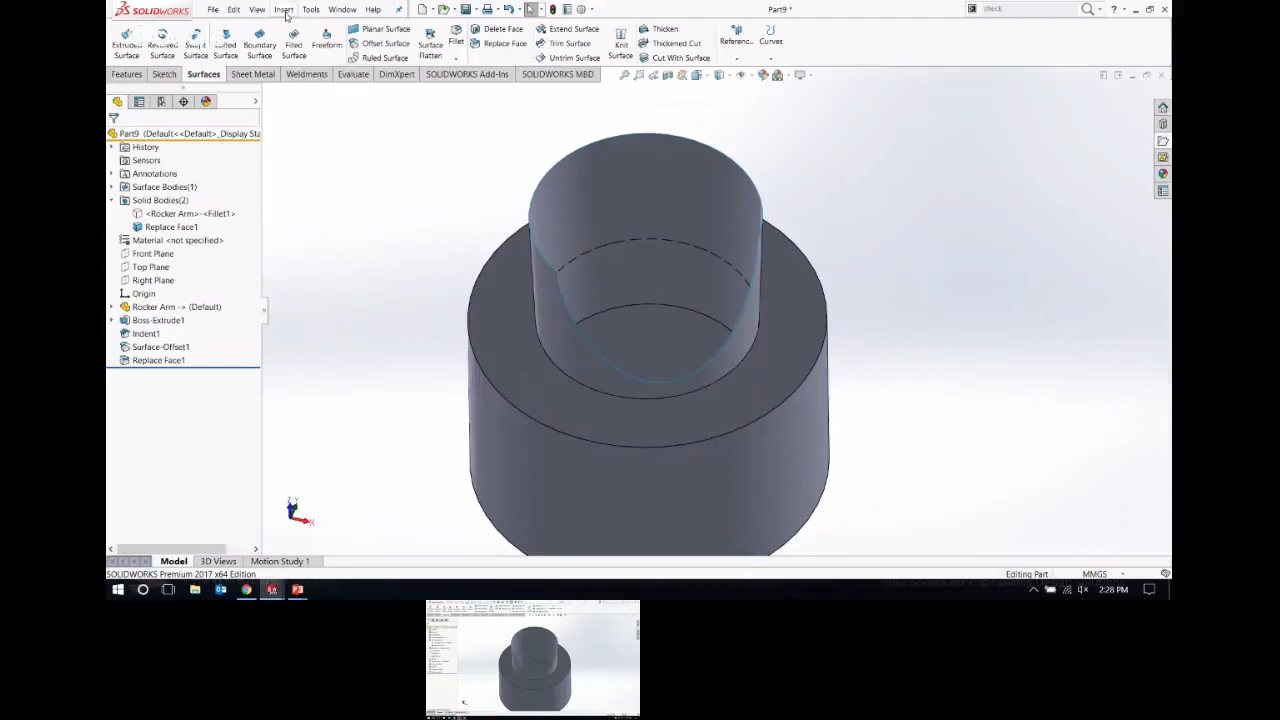 SOLIDWORKS File Edit View Insert Tools Window Help Part9 * check
Extruded Surface
Revolved Surface
Swept Surface
Lofted Surface
Boundary Surface
Filled Surface
Freeform
Planar Surface
Offset Surface
Ruled Surface
Surface Flatten
Fillet
Delete Face
Replace Face
Extend Surface
Trim Surface
Untrim Surface
Knit Surface
Thicken
Thickened Cut
Cut With Surface
Referenc...
Curves
Features Sketch Surfaces Sheet Metal Weldments Evaluate DimXpert SOLIDWORKS Add-Ins SOLIDWORKS MBD
Part9 (Default<<Default>_Display Sta
History
Sensors
Annotations
Surface Bodies(1)
Solid Bodies(2)
<Rocker Arm>-<Fillet1>
Replace Face1
Material <not specified>
Front Plane
Top Plane
Right Plane
Origin
Rocker Arm -> (Default)
Boss-Extrude1
Indent1
Surface-Offset1
Replace Face1
Z Y
X
Model 3D Views Motion Study 1
SOLIDWORKS Premium 2017 x64 Edition Editing Part MMGS
2:28 PM